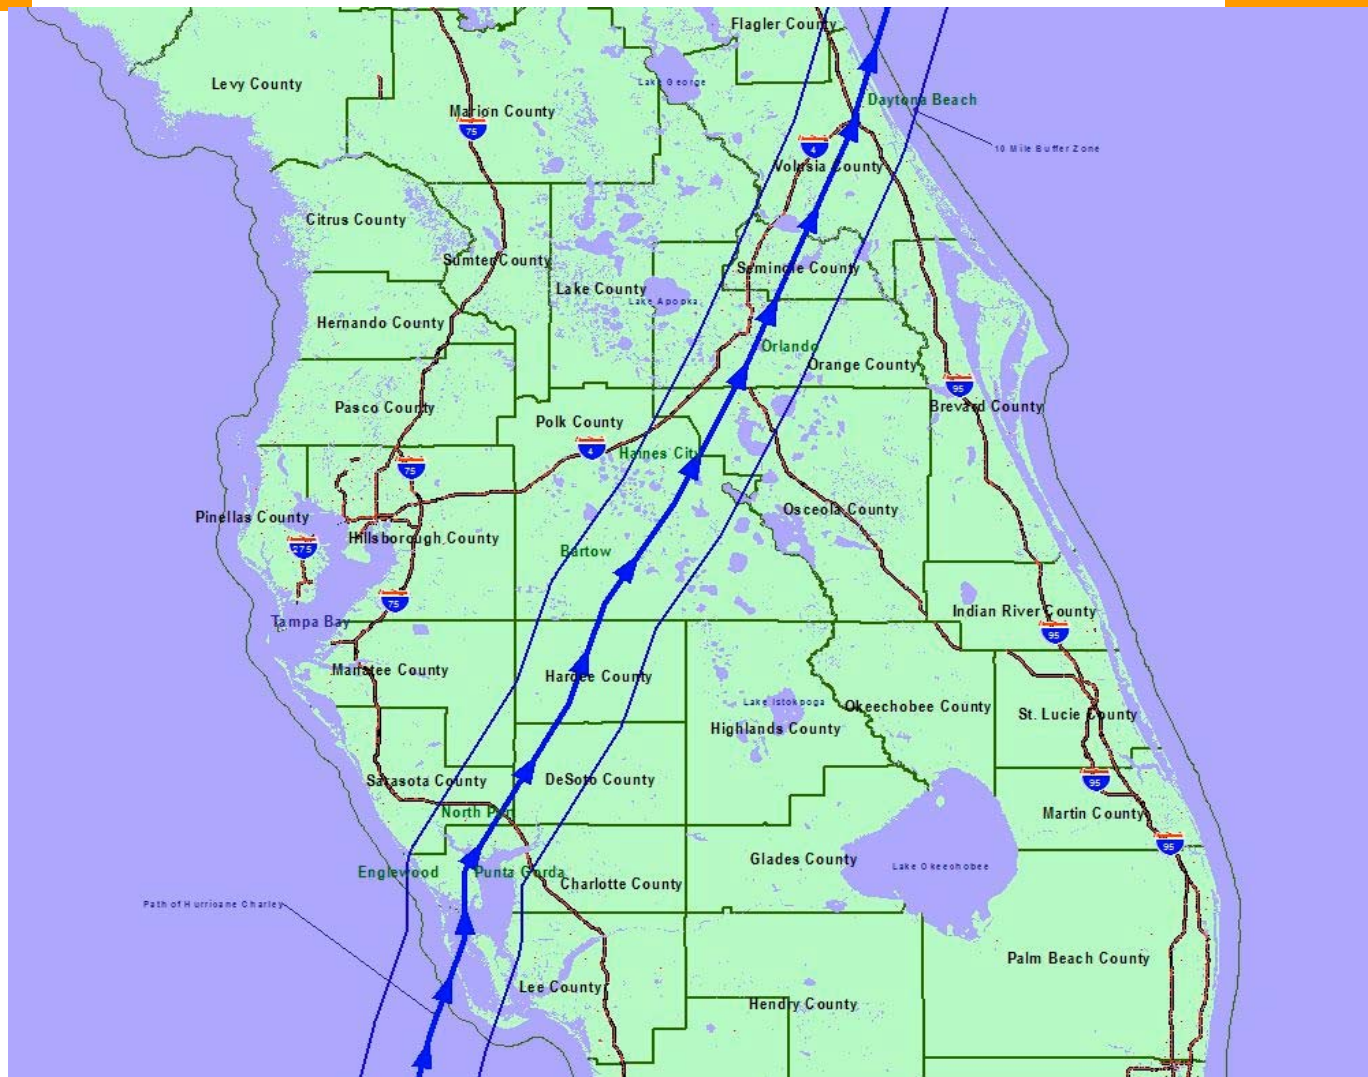 Flagler County
Levy County
Lake George
Marion County
Daytona Beach
75
4
10 Mile Buffer Zone
Volusia County
Citrus County
Sumter County
Seminole County
Lake County
Lake Apopka
Hernando County
Orlando
Orange County
95
Pasco County
Brevard County
Polk County
4
Haines City
75
Pinellas County
Osceola County
Hillsborough County
275
Bartow
75
Indian River County
Tampa Bay
95
Manatee County
Hardee County
Lake Istokpoga
Okeechobee County
St. Lucie County
Highlands County
Sarasota County
DeSoto County
95
North Port
Martin County
95
Glades County
Lake Okeechobee
Englewood
Punta Gorda
Charlotte County
Path of Hurricane Charley
Palm Beach County
Lee County
Hendry County